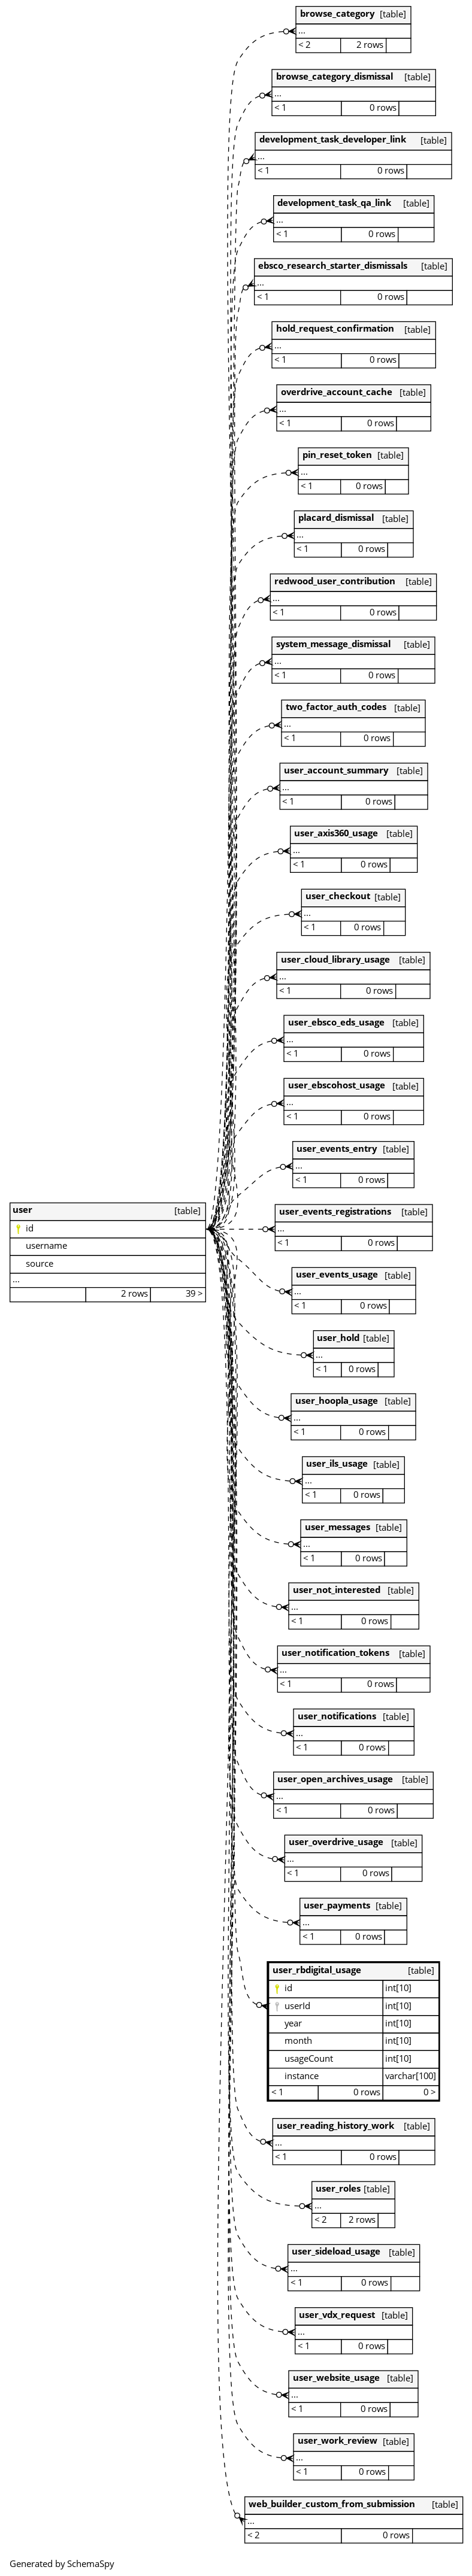 browse_category [table]
...
< 2 2 rows
browse_category_dismissal [table]
...
< 1 0 rows
development_task_developer_link [table]
...
< 1 0 rows
development_task_qa_link [table]
...
< 1 0 rows
ebsco_research_starter_dismissals [table]
...
< 1 0 rows
hold_request_confirmation [table]
...
< 1 0 rows
overdrive_account_cache [table]
...
< 1 0 rows
pin_reset_token [table]
...
< 1 0 rows
placard_dismissal [table]
...
< 1 0 rows
redwood_user_contribution [table]
...
< 1 0 rows
system_message_dismissal [table]
...
< 1 0 rows
two_factor_auth_codes [table]
...
< 1 0 rows
user_account_summary [table]
...
< 1 0 rows
user_axis360_usage [table]
...
< 1 0 rows
user_checkout [table]
...
< 1 0 rows
user_cloud_library_usage [table]
...
< 1 0 rows
user_ebsco_eds_usage [table]
...
< 1 0 rows
user_ebscohost_usage [table]
...
< 1 0 rows
user_events_entry [table]
...
< 1 0 rows
user [table]
id
username
source
...
2 rows 39 >
user_events_registrations [table]
...
< 1 0 rows
user_events_usage [table]
...
< 1 0 rows
user_hold [table]
...
< 1 0 rows
user_hoopla_usage [table]
...
< 1 0 rows
user_ils_usage [table]
...
< 1 0 rows
user_messages [table]
...
< 1 0 rows
user_not_interested [table]
...
< 1 0 rows
user_notification_tokens [table]
...
< 1 0 rows
user_notifications [table]
...
< 1 0 rows
user_open_archives_usage [table]
...
< 1 0 rows
user_overdrive_usage [table]
...
< 1 0 rows
user_payments [table]
...
< 1 0 rows
user_rbdigital_usage [table]
id int[10]
userId int[10]
year int[10]
month int[10]
usageCount int[10]
instance varchar[100]
< 1 0 rows 0 >
user_reading_history_work [table]
...
< 1 0 rows
user_roles [table]
...
< 2 2 rows
user_sideload_usage [table]
...
< 1 0 rows
user_vdx_request [table]
...
< 1 0 rows
user_website_usage [table]
...
< 1 0 rows
user_work_review [table]
...
< 1 0 rows
web_builder_custom_from_submission [table]
...
< 2 0 rows
Generated by SchemaSpy